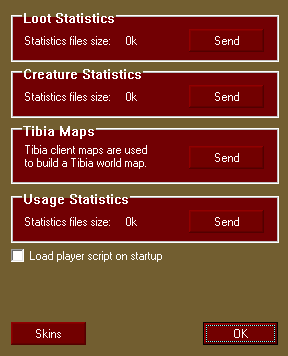 Loot Statistics
Statistics files size: 0k Send
Creature Statistics
Statistics files size: 0k Send
Tibia Maps
Tibia client maps are used
to build a Tibia world map. Send
Usage Statistics
Statistics files size: 0k Send
Load player script on startup
Skins OK